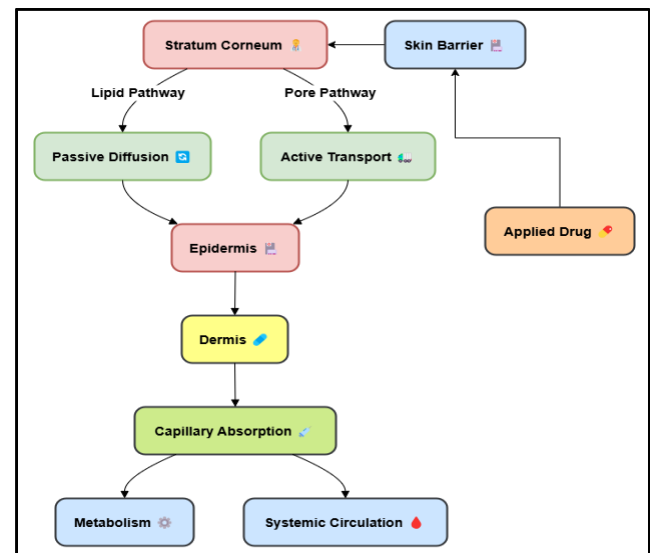 Stratum Corneum
Skin Barrier
Lipid Pathway
Pore Pathway
Passive Diffusion
Active Transport
Applied Drug
Epidermis
Dermis
Capillary Absorption
Metabolism
Systemic Circulation